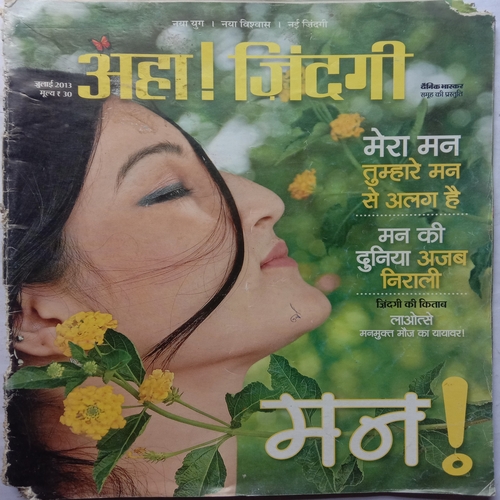 नया युग । नया विश्वास । नई ज़िंदगी
अहा! ज़िंदगी
जुलाई 2013
मूल्य ₹ 30
दैनिक भास्कर
समूह की प्रस्तुति
मेरा मन
तुम्हारे मन
से अलग है
मन की
दुनिया अजब
निराली
ज़िंदगी की किताब
लाओत्से
मनमुक्त मौज का यायावर!
मन!